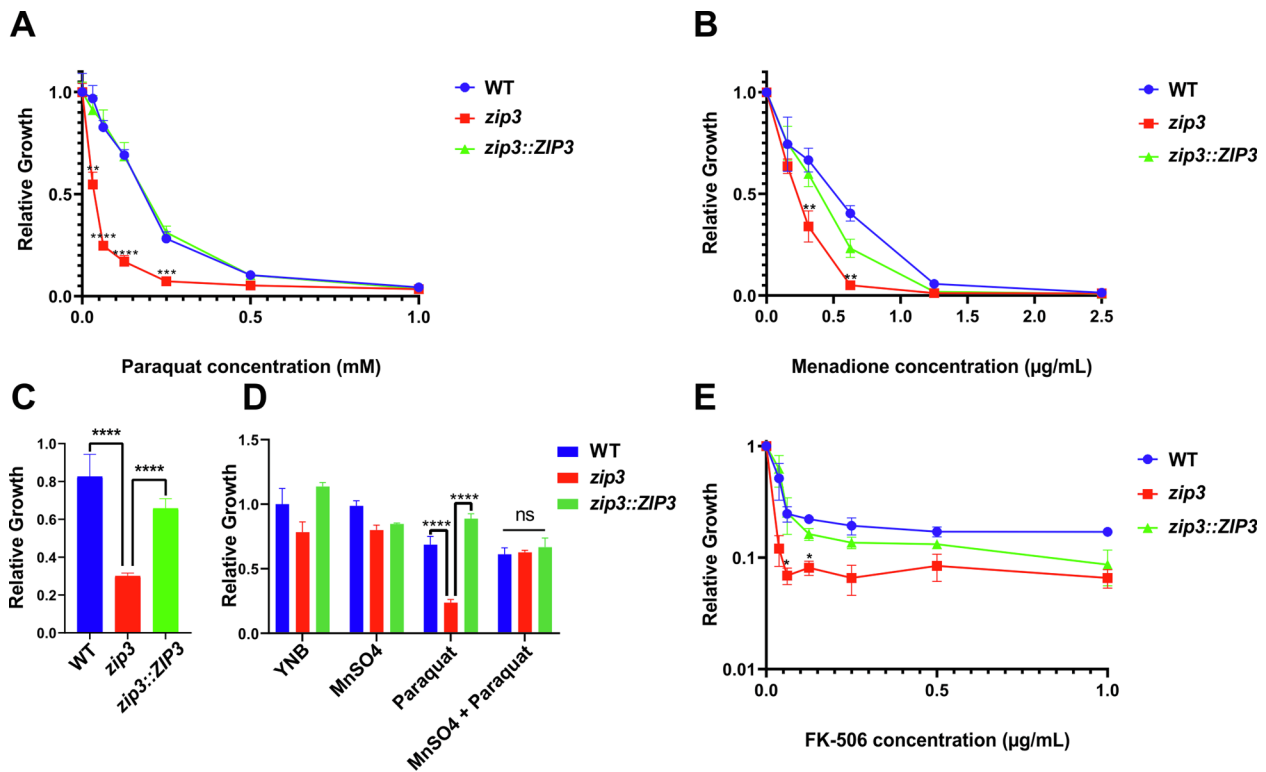 A
Relative Growth
1.0
0.5
0.0
**
****
****
***
0.0
0.5
1.0
Paraquat concentration (mM)
WT
zip3
zip3::ZIP3
B
Relative Growth
1.0
0.5
0.0
**
**
0.0
0.5
1.0
1.5
2.0
2.5
Menadione concentration (µg/mL)
WT
zip3
zip3::ZIP3
C
Relative Growth
1.0
0.8
0.6
0.4
0.2
0.0
****
****
WT
zip3
zip3::ZIP3
D
Relative Growth
1.5
1.0
0.5
0.0
****
****
ns
YNB
MnSO4
Paraquat
MnSO4 + Paraquat
WT
zip3
zip3::ZIP3
E
Relative Growth
1
0.1
0.01
*
*
0.0
0.5
1.0
FK-506 concentration (µg/mL)
WT
zip3
zip3::ZIP3